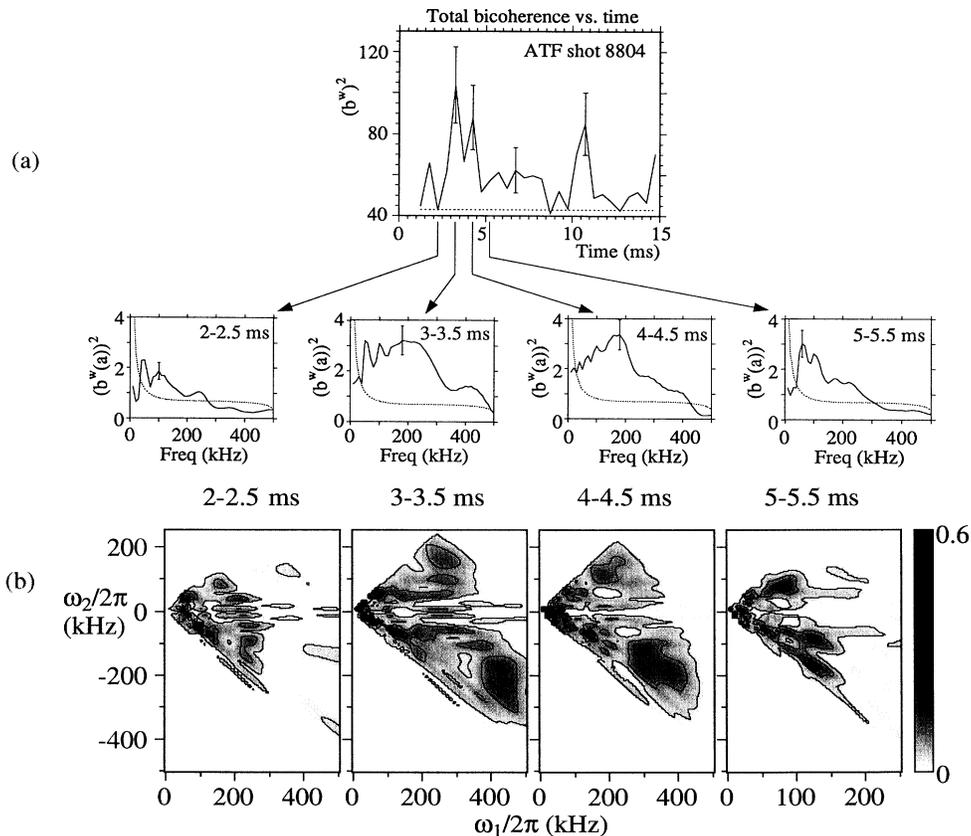 Total bicoherence vs. time
ATF shot 8804
(a)
(b^w)^2
120
80
40
0 5 10 15
Time (ms)
2-2.5 ms
3-3.5 ms
4-4.5 ms
5-5.5 ms
(b^w(a))^2
(b^w(a))^2
(b^w(a))^2
(b^w(a))^2
4 4 4 4
2 2 2 2
0 0 0 0
0 200 400
0 200 400
0 200 400
0 200 400
Freq (kHz)
Freq (kHz)
Freq (kHz)
Freq (kHz)
2-2.5 ms
3-3.5 ms
4-4.5 ms
5-5.5 ms
(b)
ω2/2π
(kHz)
200
0
-200
-400
0.6
0
0 200 400
0 200 400
0 200 400
0 100 200
ω1/2π (kHz)